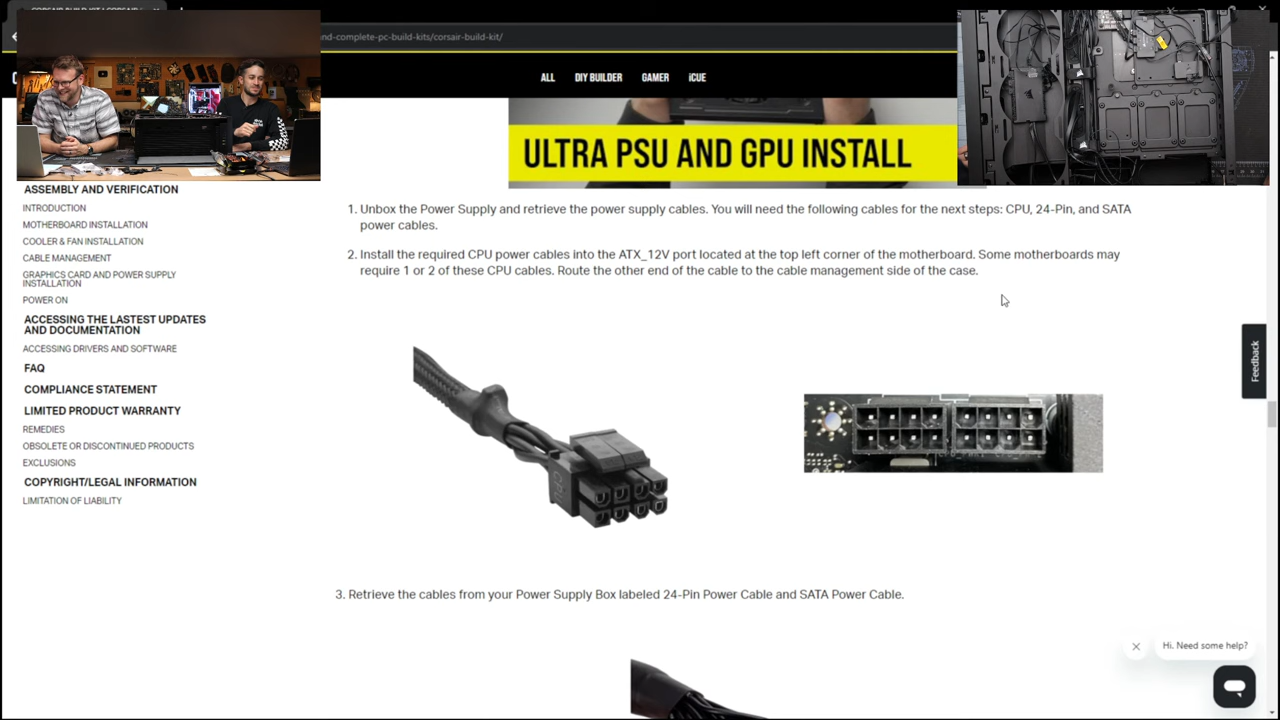 and-complete-pc-build-kits/corsair-build-kit/
ALL DIY BUILDER GAMER iCUE
ULTRA PSU AND GPU INSTALL
ASSEMBLY AND VERIFICATION
INTRODUCTION
MOTHERBOARD INSTALLATION
COOLER & FAN INSTALLATION
CABLE MANAGEMENT
GRAPHICS CARD AND POWER SUPPLY
INSTALLATION
POWER ON
ACCESSING THE LASTEST UPDATES
AND DOCUMENTATION
ACCESSING DRIVERS AND SOFTWARE
FAQ
COMPLIANCE STATEMENT
LIMITED PRODUCT WARRANTY
REMEDIES
OBSOLETE OR DISCONTINUED PRODUCTS
EXCLUSIONS
COPYRIGHT/LEGAL INFORMATION
LIMITATION OF LIABILITY
1. Unbox the Power Supply and retrieve the power supply cables. You will need the following cables for the next steps: CPU, 24-Pin, and SATA
power cables.
2. Install the required CPU power cables into the ATX_12V port located at the top left corner of the motherboard. Some motherboards may
require 1 or 2 of these CPU cables. Route the other end of the cable to the cable management side of the case.
3. Retrieve the cables from your Power Supply Box labeled 24-Pin Power Cable and SATA Power Cable.
Feedback
Hi. Need some help?